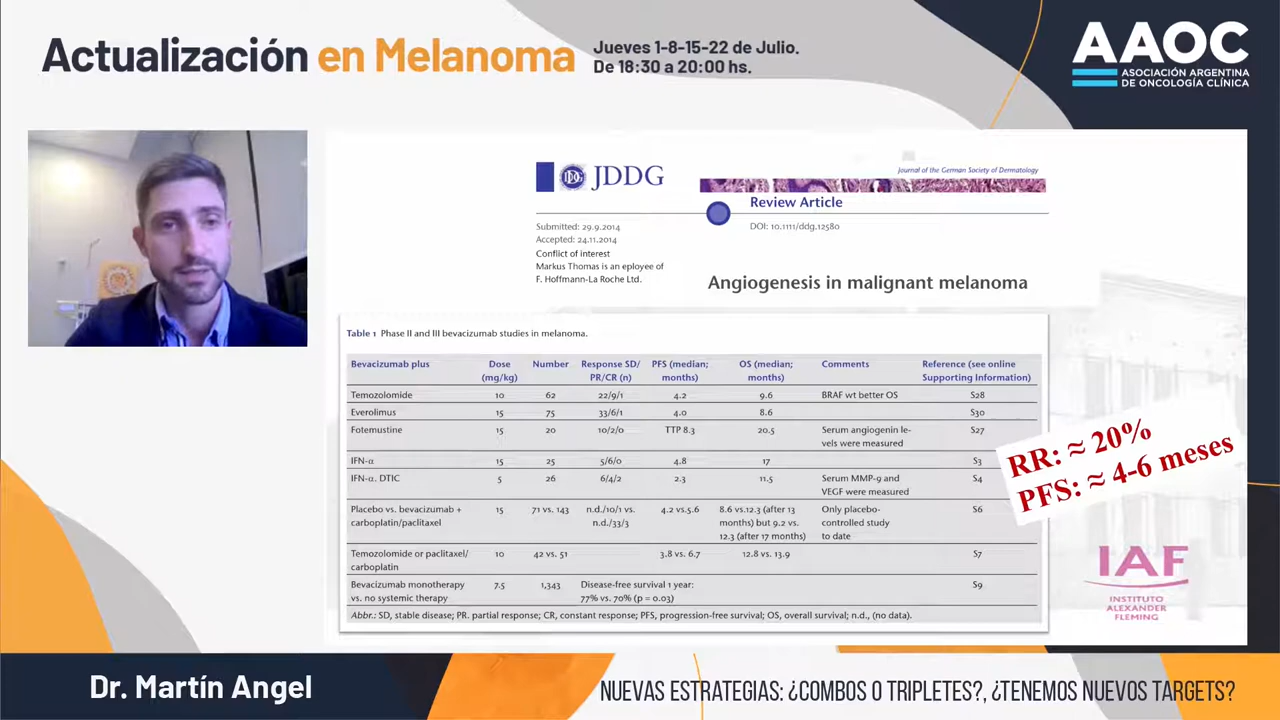 Actualización en Melanoma
Jueves 1-8-15-22 de Julio.
De 18:30 a 20:00 hs.
AAOC
ASOCIACIÓN ARGENTINA
DE ONCOLOGÍA CLÍNICA
JDDG
Journal of the German Society of Dermatology
Review Article
Submitted: 29.9.2014
Accepted: 24.11.2014
DOI: 10.1111/ddg.12580
Conflict of interest
Markus Thomas is an eployee of
F. Hoffmann-La Roche Ltd.
Angiogenesis in malignant melanoma
Table 1 Phase II and III bevacizumab studies in melanoma.
Bevacizumab plus Dose (mg/kg) Number Response SD/ PR/CR (n) PFS (median; months) OS (median; months) Comments Reference (see online Supporting Information)
Temozolomide 10 62 22/9/1 4.2 9.6 BRAF wt better OS S28
Everolimus 15 75 33/6/1 4.0 8.6 S30
Fotemustine 15 20 10/2/0 TTP 8.3 20.5 Serum angiogenin le- vels were measured S27
IFN-α 15 25 5/6/0 4.8 17 S3
IFN-α. DTIC 5 26 6/4/2 2.3 11.5 Serum MMP-9 and VEGF were measured S4
Placebo vs. bevacizumab + carboplatin/paclitaxel 15 71 vs. 143 n.d./10/1 vs. n.d./33/3 4.2 vs.5.6 8.6 vs.12.3 (after 13 months) but 9.2 vs. 12.3 (after 17 months) Only placebo- controlled study to date S6
Temozolomide or paclitaxel/ carboplatin 10 42 vs. 51 3.8 vs. 6.7 12.8 vs. 13.9 S7
Bevacizumab monotherapy vs. no systemic therapy 7.5 1,343 Disease-free survival 1 year: 77% vs. 70% (p = 0.03) S9
Abbr.: SD, stable disease; PR. partial response; CR, constant response; PFS, progression-free survival; OS, overall survival; n.d., (no data).
RR: ≈ 20%
PFS: ≈ 4-6 meses
IAF
INSTITUTO
ALEXANDER
FLEMING
Dr. Martín Angel
NUEVAS ESTRATEGIAS: ¿COMBOS O TRIPLETES?, ¿TENEMOS NUEVOS TARGETS?